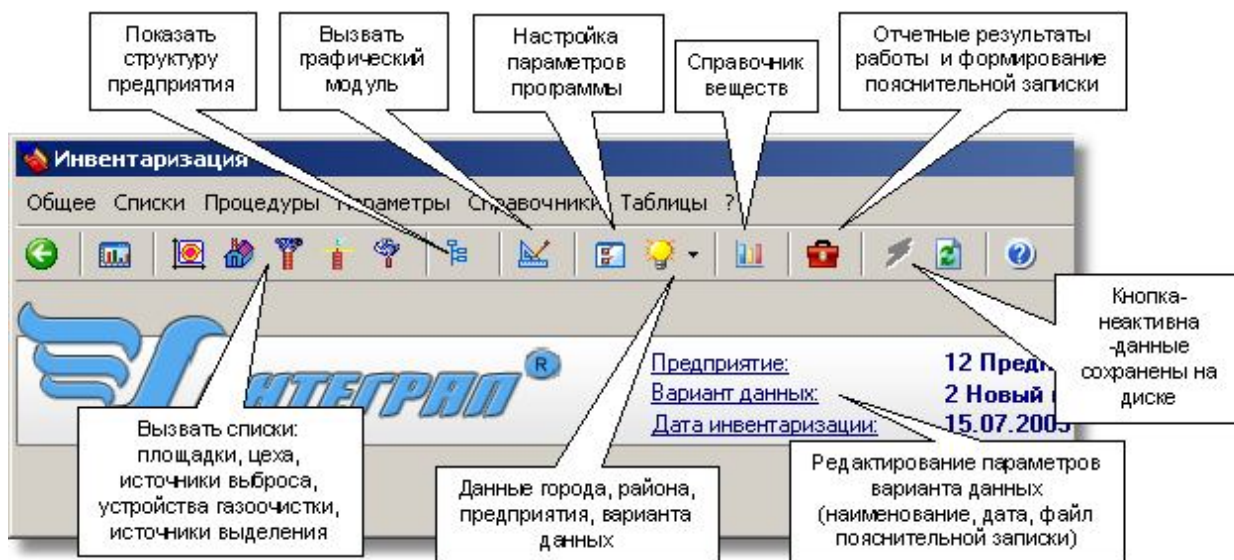 Показать
структуру
предприятия
Вызвать
графический
модуль
Настройка
параметров
программы
Справочник
веществ
Отчетные результаты
работы и формирование
пояснительной записки
Инвентаризация
Общее Списки Процедуры Параметры Справочники Таблицы ?
Кнопка-
неактивна
-данные
сохранены на
диске
ИНТЕГРАЛ ®
Предприятие: 12
Вариант данных: 2 Новый
Дата инвентаризации: 15.07.2005
Вызвать списки:
площадки, цеха,
источники выброса,
устройства газоочистки,
источники выделения
Данные города, района,
предприятия, варианта
данных
Редактирование параметров
варианта данных
(наименование, дата, файл
пояснительной записки)